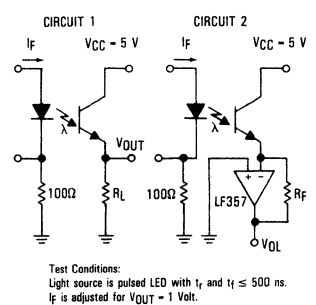 CIRCUIT 1
CIRCUIT 2
IF
VCC = 5 V
IF
VCC = 5 V
λ
λ
VOUT
100Ω
RL
100Ω
+ -
LF357
RF
VOL
Test Conditions:
Light source is pulsed LED with tr and tf ≤ 500 ns.
IF is adjusted for VOUT = 1 Volt.